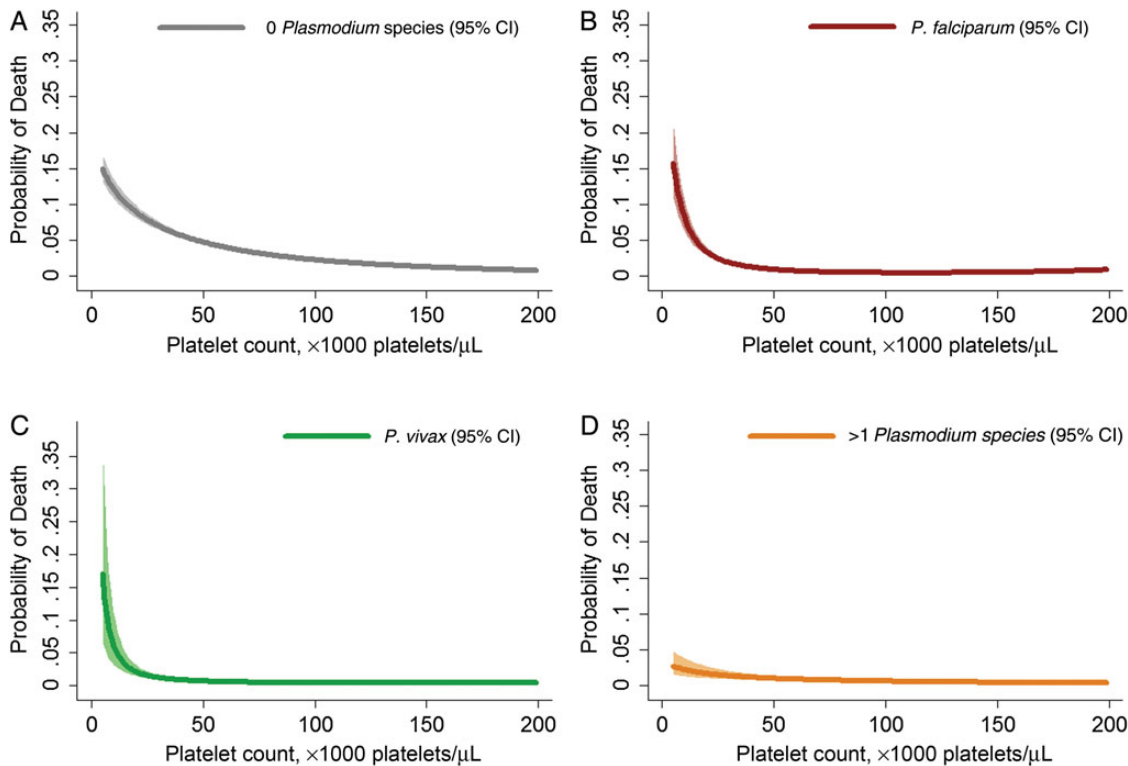 A
0 Plasmodium species (95% CI)
Probability of Death
0 .05 .1 .15 .2 .25 .3 .35
0 50 100 150 200
Platelet count, ×1000 platelets/μL
B
P. falciparum (95% CI)
Probability of Death
0 .05 .1 .15 .2 .25 .3 .35
0 50 100 150 200
Platelet count, ×1000 platelets/μL
C
P. vivax (95% CI)
Probability of Death
0 .05 .1 .15 .2 .25 .3 .35
0 50 100 150 200
Platelet count, ×1000 platelets/μL
D
>1 Plasmodium species (95% CI)
Probability of Death
0 .05 .1 .15 .2 .25 .3 .35
0 50 100 150 200
Platelet count, ×1000 platelets/μL